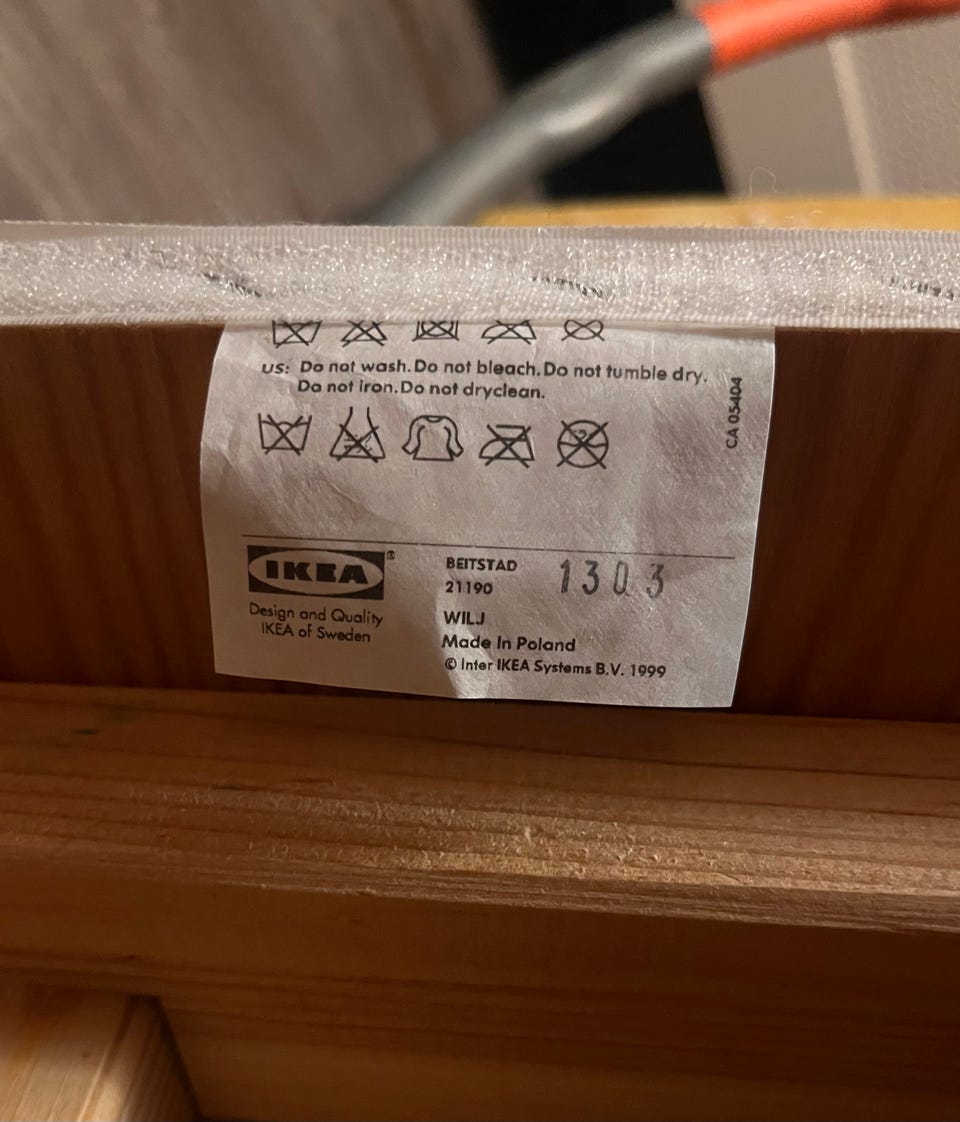 US: Do not wash. Do not bleach. Do not tumble dry.
Do not iron. Do not dryclean.
CA 05404
IKEA®
Design and Quality
IKEA of Sweden
BEITSTAD
21190
1303
WILJ
Made In Poland
© Inter IKEA Systems B.V. 1999